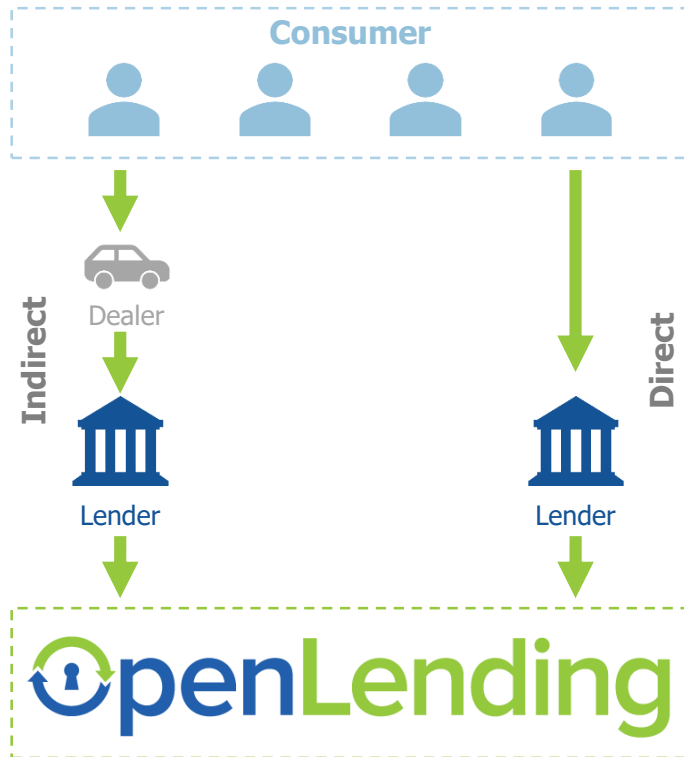 Consumer
Dealer
Indirect
Direct
Lender
Lender
OpenLending